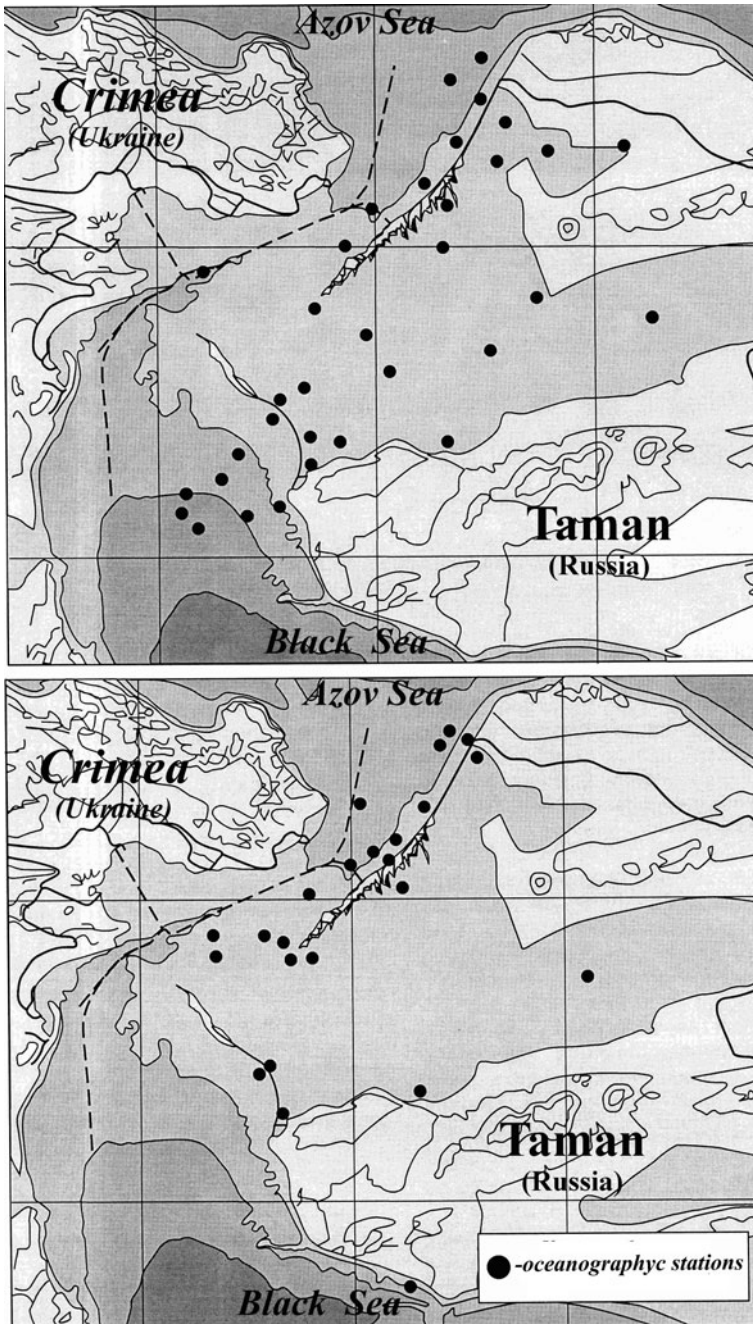 Azov Sea
Crimea
(Ukraine)
Taman
(Russia)
Black Sea
Azov Sea
Crimea
(Ukraine)
Taman
(Russia)
-oceanographyc stations
Black Sea